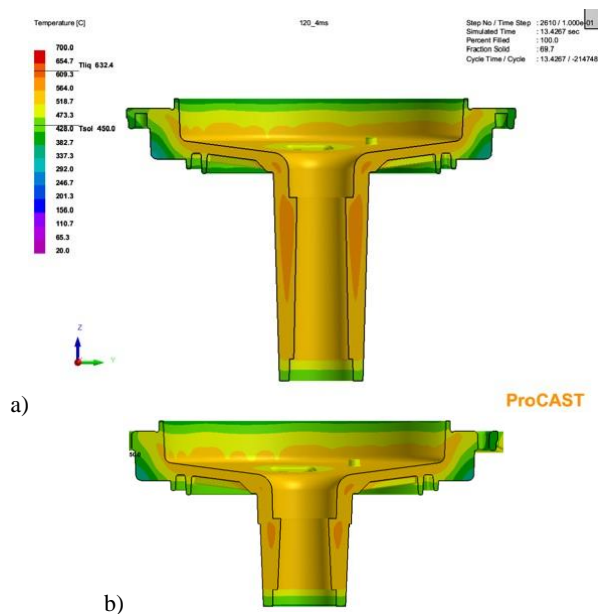 Temperature [C]
120_4ms
Step No / Time Step : 2610 / 1.000e-01
Simulated Time : 13.4267 sec
Percent Filled : 100.0
Fraction Solid : 69.7
Cycle Time / Cycle : 13.4267 / -214748
700.0
654.7
Tliq 632.4
609.3
564.0
518.7
473.3
Tsol 450.0
428.0
382.7
337.3
292.0
246.7
201.3
156.0
110.7
65.3
20.0
Z
Y
a)
ProCAST
b)